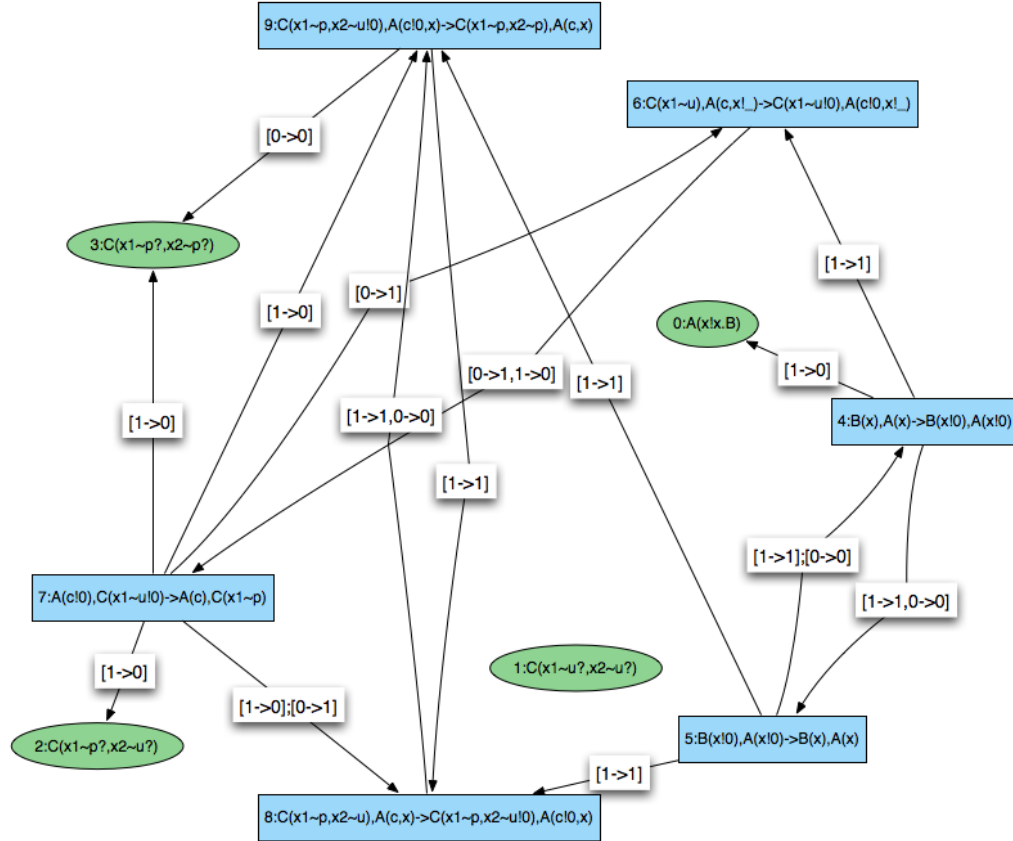 9:C(x1~p,x2~u!0),A(c!0,x)->C(x1~p,x2~p),A(c,x)
6:C(x1~u),A(c,x!_)->C(x1~u!0),A(c!0,x!_)
[0->0]
3:C(x1~p?,x2~p?)
[1->1]
[0->1]
[1->0]
0:A(x!x.B)
[1->0]
[0->1,1->0]
[1->1]
[1->0]
[1->1,0->0]
4:B(x),A(x)->B(x!0),A(x!0)
[1->1]
[1->1];[0->0]
7:A(c!0),C(x1~u!0)->A(c),C(x1~p)
[1->1,0->0]
1:C(x1~u?,x2~u?)
[1->0]
[1->0];[0->1]
2:C(x1~p?,x2~u?)
5:B(x!0),A(x!0)->B(x),A(x)
[1->1]
8:C(x1~p,x2~u),A(c,x)->C(x1~p,x2~u!0),A(c!0,x)